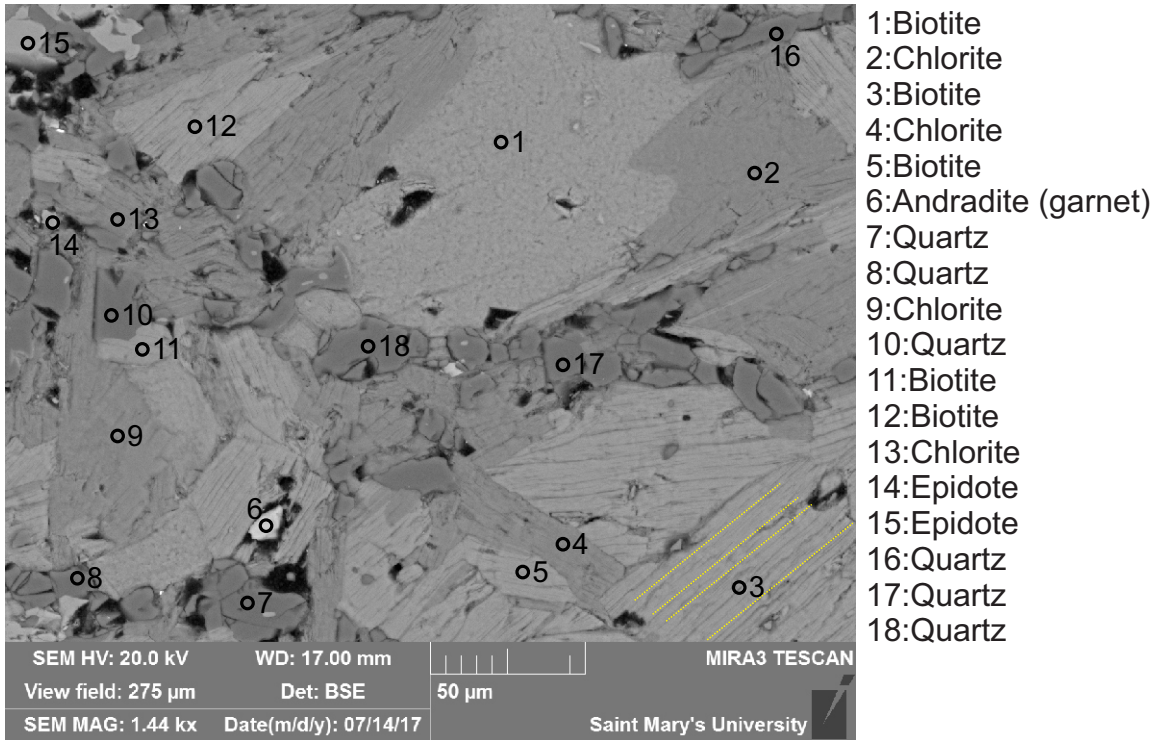 15
16
12
1
2
13
14
10
11
18
17
9
6
4
5
3
8
7
1:Biotite
2:Chlorite
3:Biotite
4:Chlorite
5:Biotite
6:Andradite (garnet)
7:Quartz
8:Quartz
9:Chlorite
10:Quartz
11:Biotite
12:Biotite
13:Chlorite
14:Epidote
15:Epidote
16:Quartz
17:Quartz
18:Quartz
SEM HV: 20.0 kV WD: 17.00 mm MIRA3 TESCAN
View field: 275 µm Det: BSE 50 µm
SEM MAG: 1.44 kx Date(m/d/y): 07/14/17 Saint Mary's University